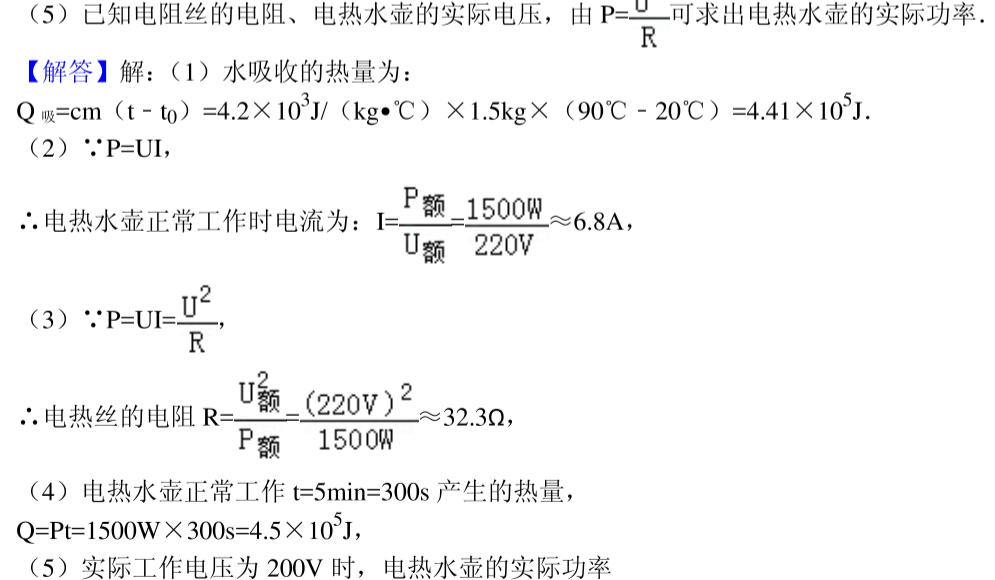 （5）已知电阻丝的电阻、电热水壶的实际电压，由 P=U/R可求出电热水壶的实际功率．
【解答】解：（1）水吸收的热量为：
Q 吸=cm（t﹣t₀）=4.2×10³J/（kg•℃）×1.5kg×（90℃﹣20℃）=4.41×10⁵J．
（2）∵P=UI，
∴电热水壶正常工作时电流为：I=P额/U额=1500W/220V≈6.8A，
（3）∵P=UI=U²/R，
∴电热丝的电阻 R=U²额/P额=(220V)²/1500W≈32.3Ω，
（4）电热水壶正常工作 t=5min=300s 产生的热量，
Q=Pt=1500W×300s=4.5×10⁵J，
（5）实际工作电压为 200V 时，电热水壶的实际功率